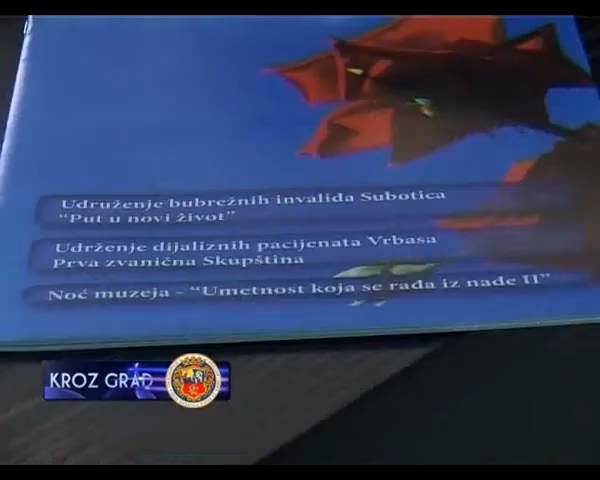 Udruženje bubrežnih invalida Subotica
“Put u novi život”
Udrženje dijaliznih pacijenata Vrbasa
Prva zvanična Skupština
Noć muzeja - “Umetnost koja se rada iz nade II”
KROZ GRAD